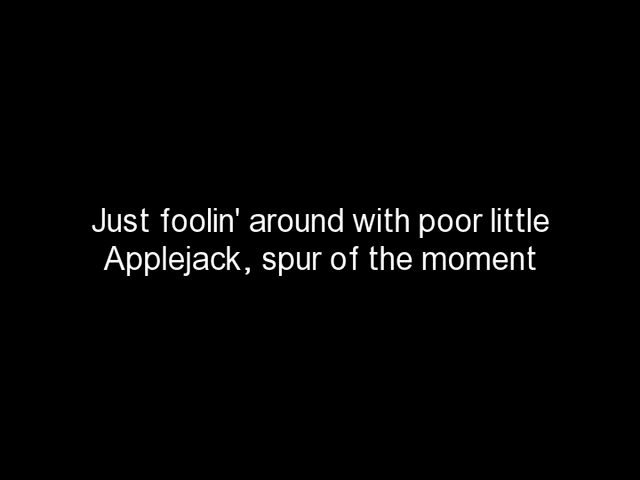 Just foolin' around with poor little
Applejack, spur of the moment